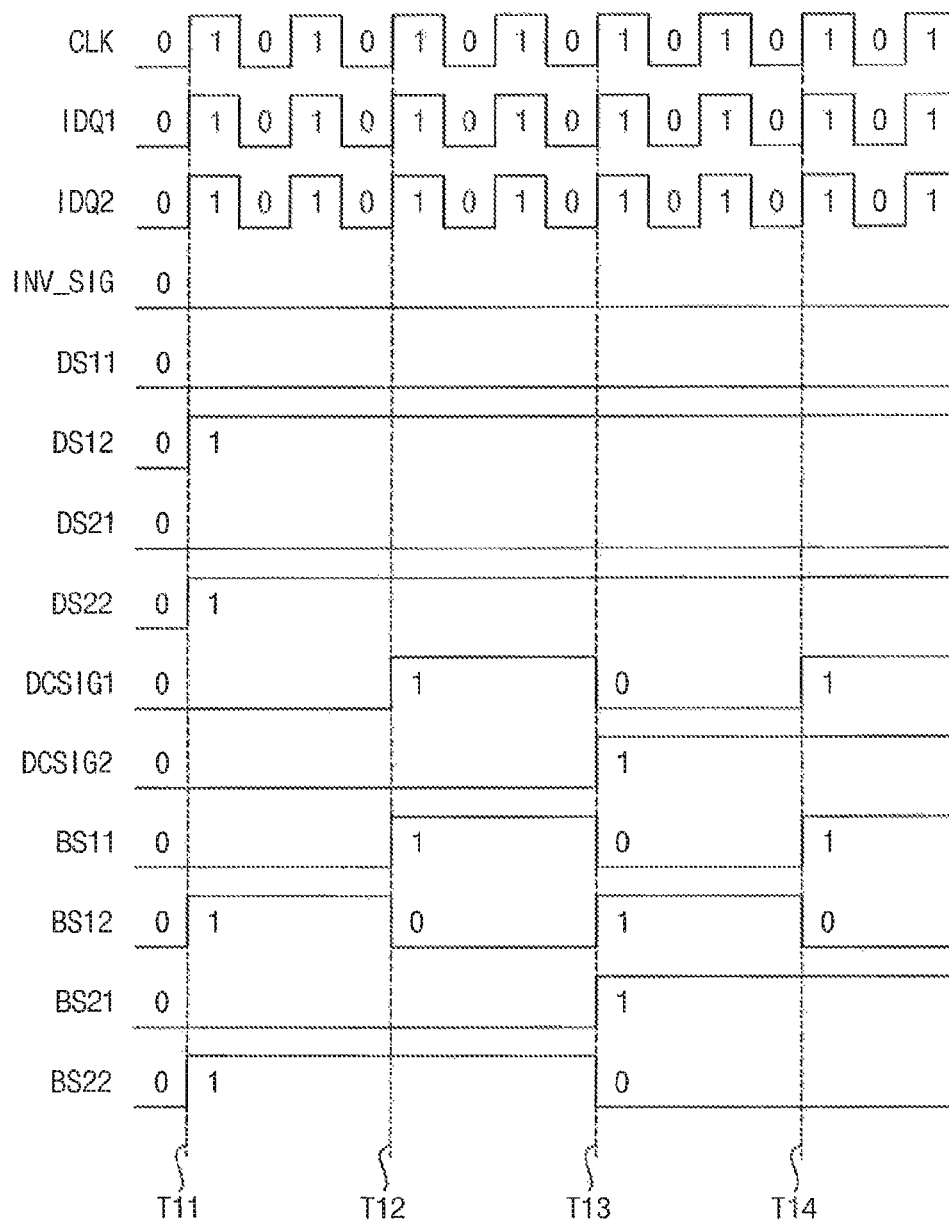 CLK 0 1 0 1 0 1 0 1 0 1 0 1 0 1 0 1
IDQ1 0 1 0 1 0 1 0 1 0 1 0 1 0 1 0 1
IDQ2 0 1 0 1 0 1 0 1 0 1 0 1 0 1 0 1
INV_SIG 0
DS11 0
DS12 0 1
DS21 0
DS22 0 1
DCSIG1 0 1 0 1
DCSIG2 0 1
BS11 0 1 0 1
BS12 0 1 0 1 0
BS21 0 1
BS22 0 1 0
T11 T12 T13 T14